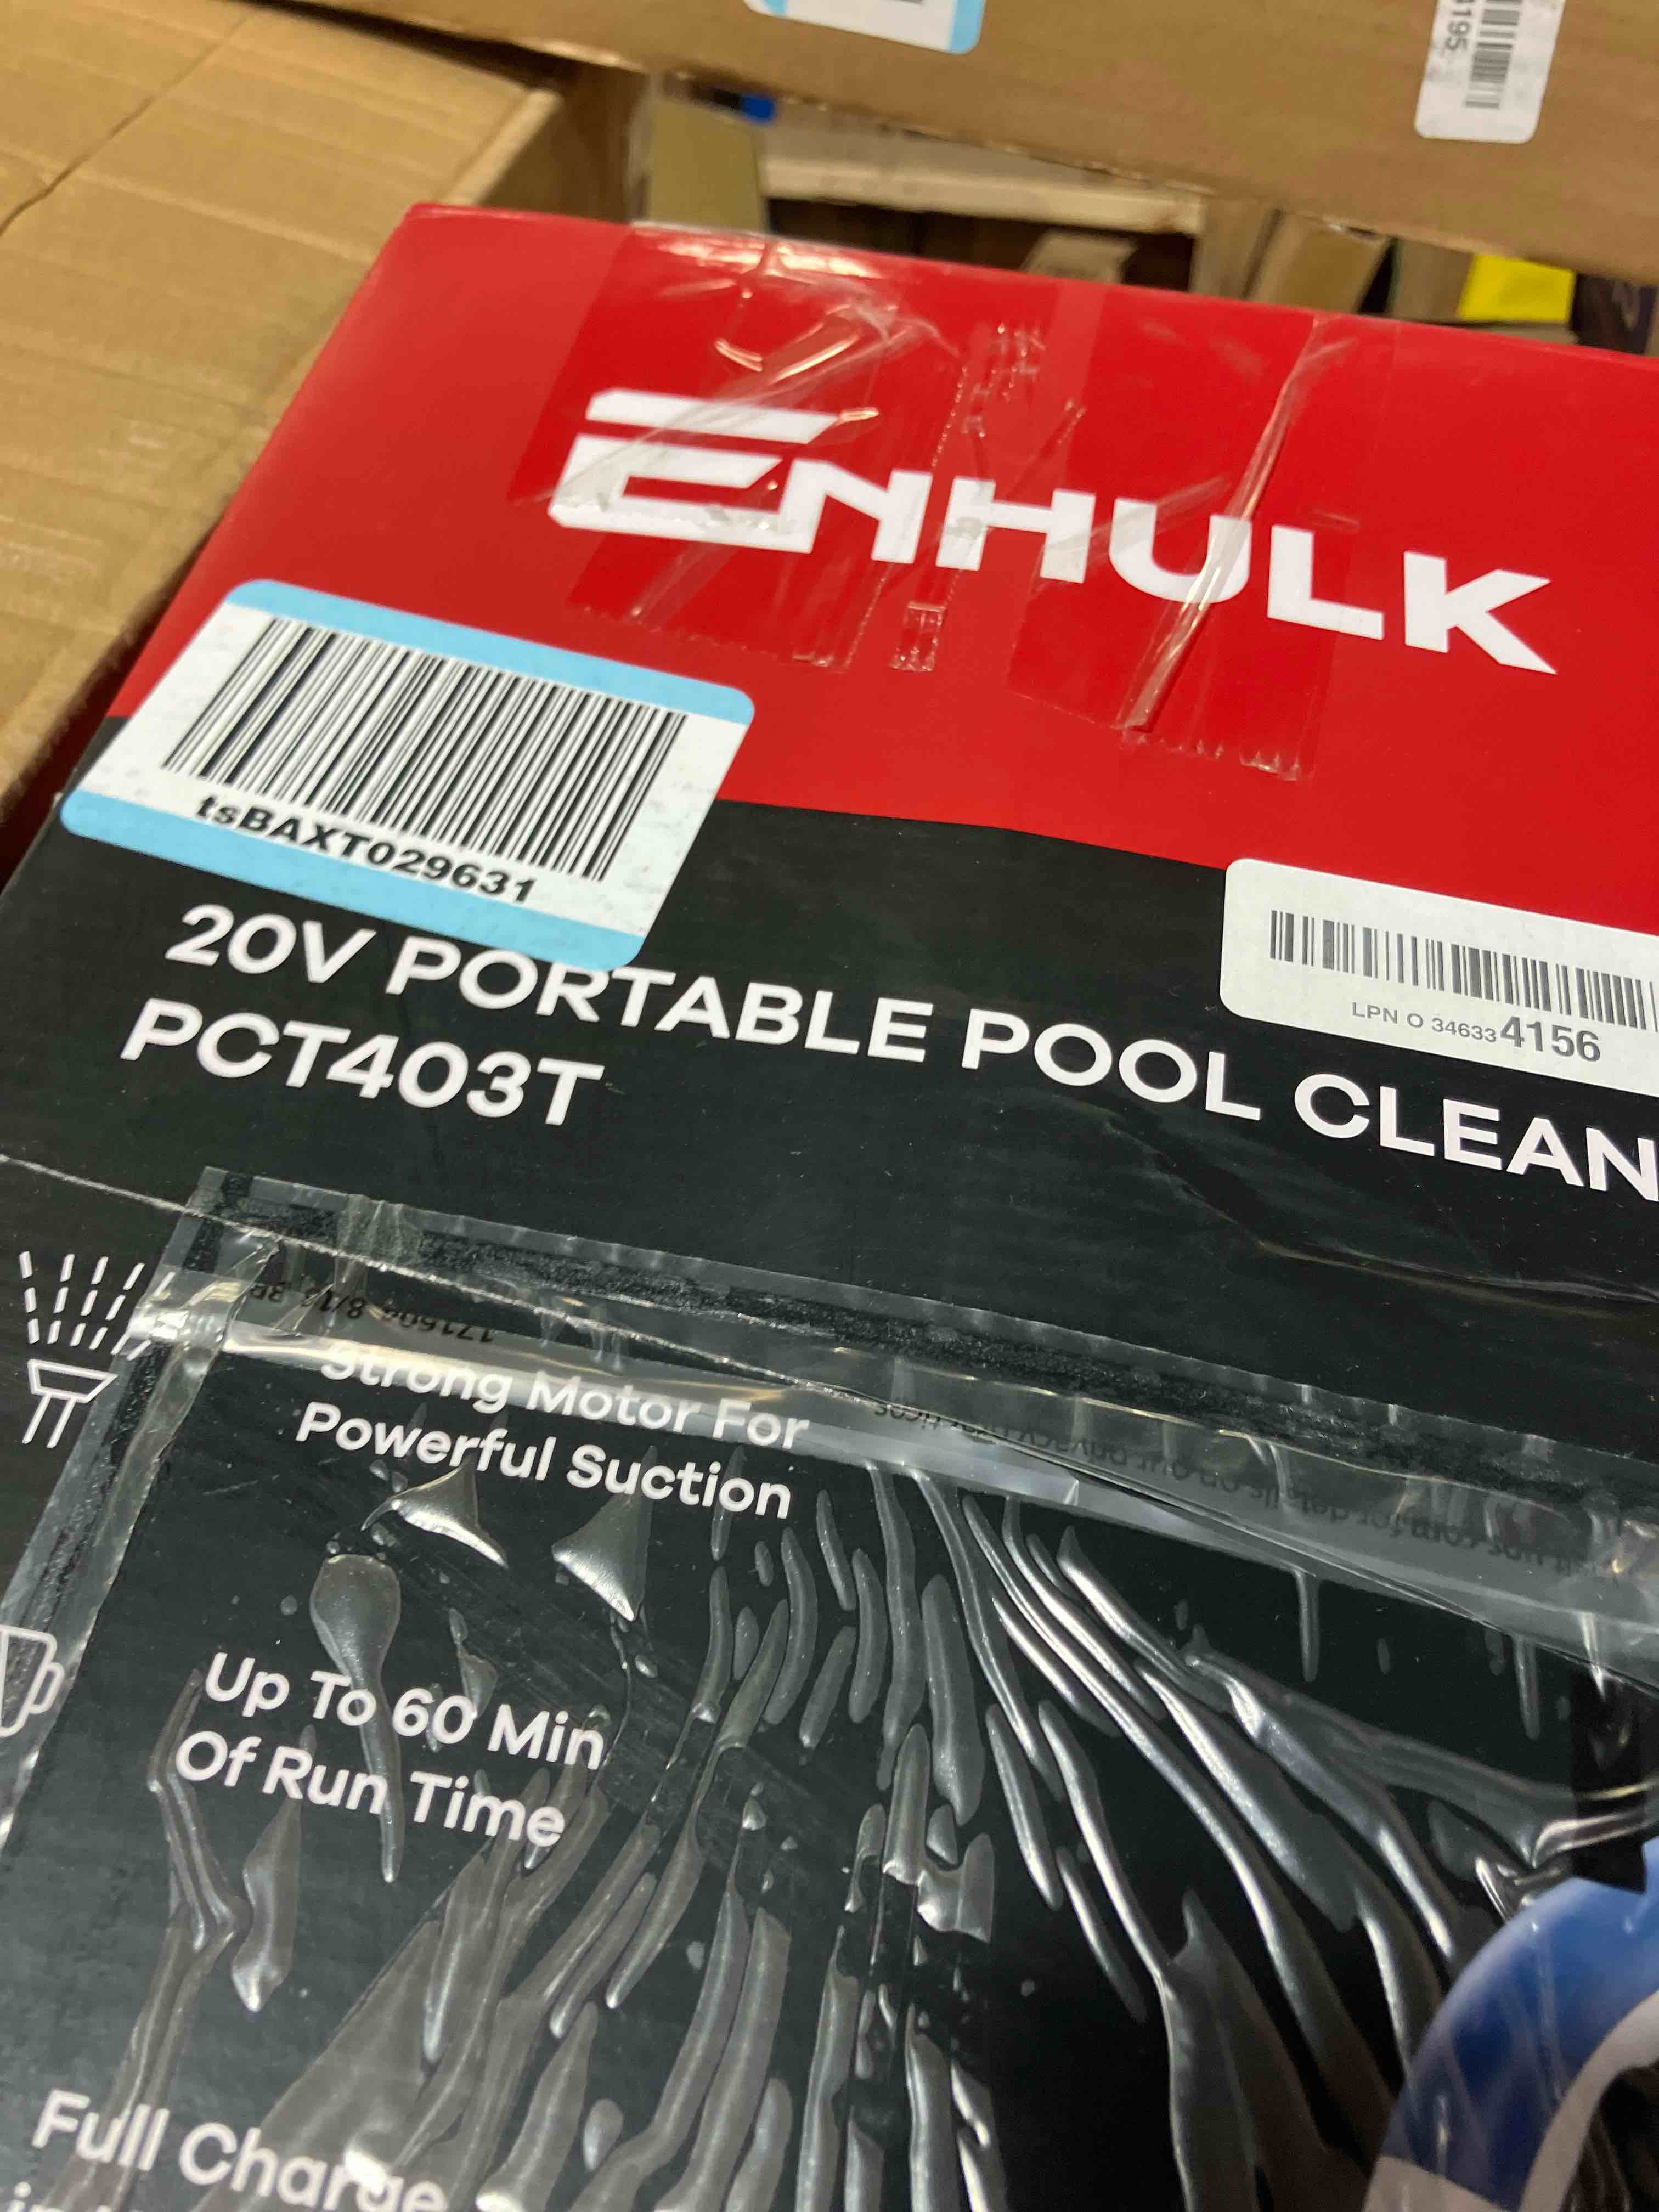 4195
ENHULK
tsBAXT029631
LPN O 346334156
20V PORTABLE POOL CLEAN
PCT403T
Strong Motor For
Powerful Suction
Up To 60 Min
Of Run Time
Full Charge